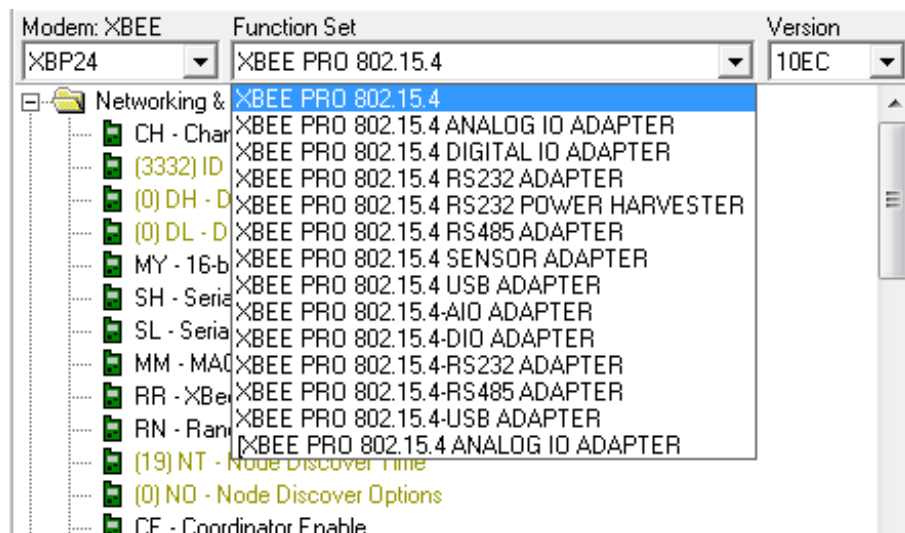 Modem: XBEE Function Set Version
XBP24 XBEE PRO 802.15.4 10EC
Networking &
XBEE PRO 802.15.4
CH - Char
XBEE PRO 802.15.4 ANALOG IO ADAPTER
XBEE PRO 802.15.4 DIGITAL IO ADAPTER
(3332) ID
XBEE PRO 802.15.4 RS232 ADAPTER
(0) DH - D
XBEE PRO 802.15.4 RS232 POWER HARVESTER
(0) DL - D
XBEE PRO 802.15.4 RS485 ADAPTER
MY - 16-b
XBEE PRO 802.15.4 SENSOR ADAPTER
SH - Seria
XBEE PRO 802.15.4 USB ADAPTER
XBEE PRO 802.15.4-AIO ADAPTER
SL - Seria
XBEE PRO 802.15.4-DIO ADAPTER
MM - MAC
XBEE PRO 802.15.4-RS232 ADAPTER
RR - XBee
XBEE PRO 802.15.4-RS485 ADAPTER
RN - Ran
XBEE PRO 802.15.4-USB ADAPTER
[XBEE PRO 802.15.4 ANALOG IO ADAPTER
(19) NT - Node Discover Time
(0) NO - Node Discover Options
CE - Coordinator Enable